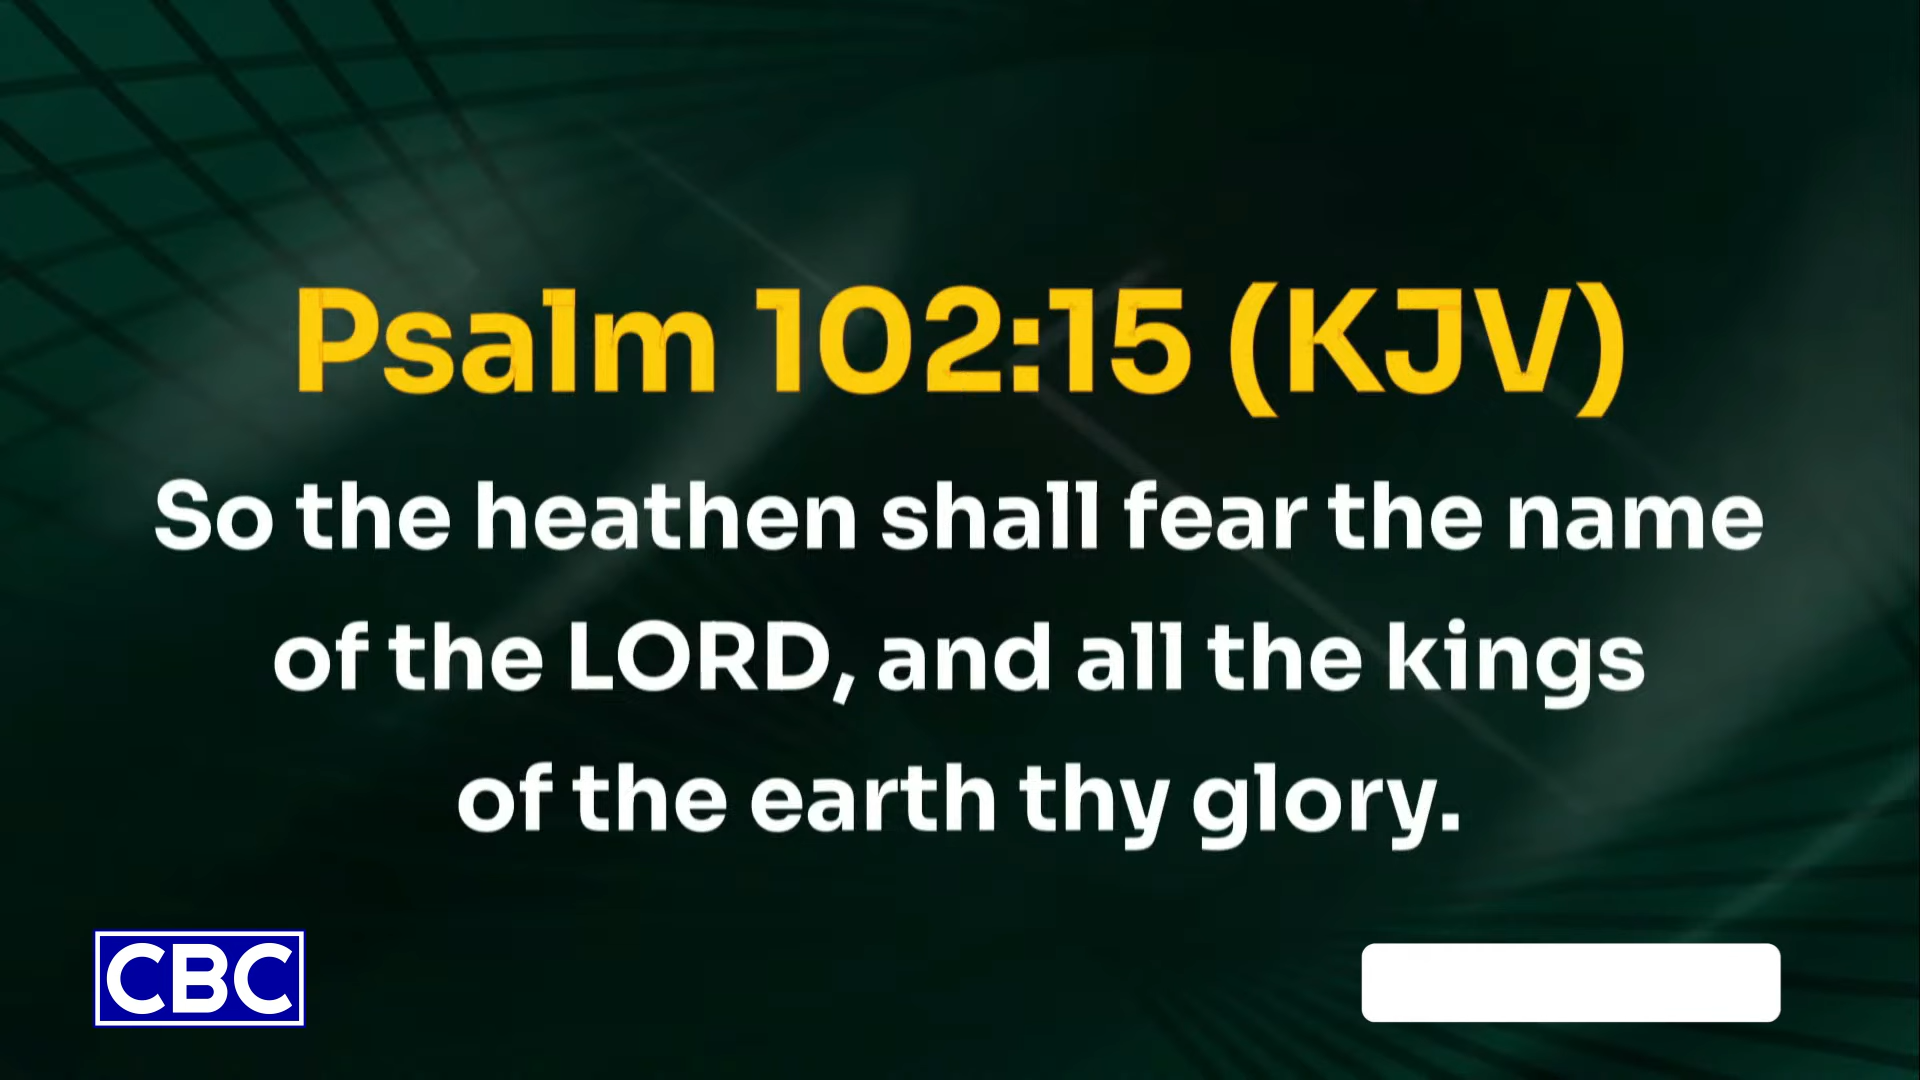 Psalm 102:15 (KJV)
So the heathen shall fear the name
of the LORD, and all the kings
of the earth thy glory.
CBC